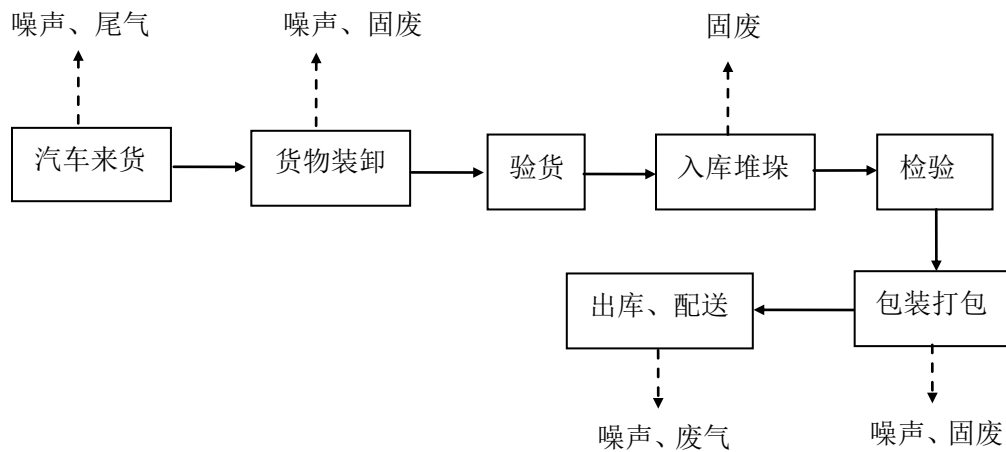 噪声、尾气
噪声、固废
固废
汽车来货
货物装卸
验货
入库堆垛
检验
出库、配送
包装打包
噪声、废气
噪声、固废